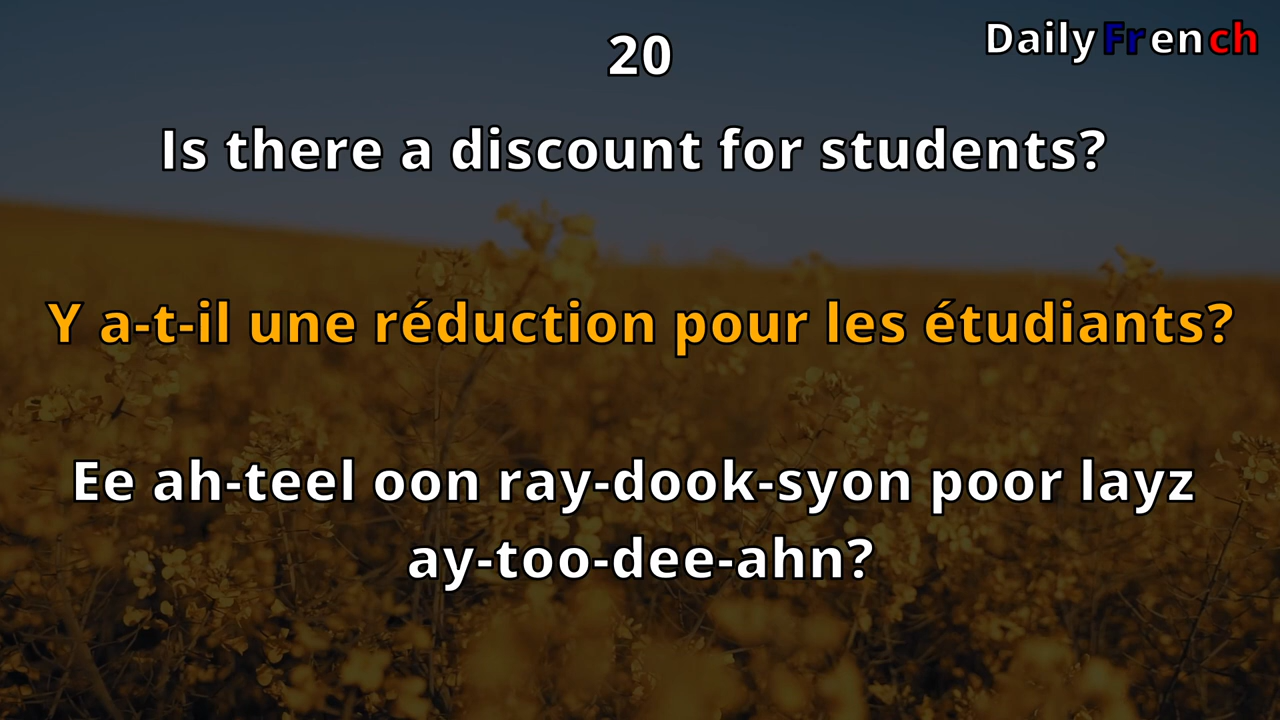 Daily French
20
Is there a discount for students?
Y a-t-il une réduction pour les étudiants?
Ee ah-teel oon ray-dook-syon poor layz
ay-too-dee-ahn?